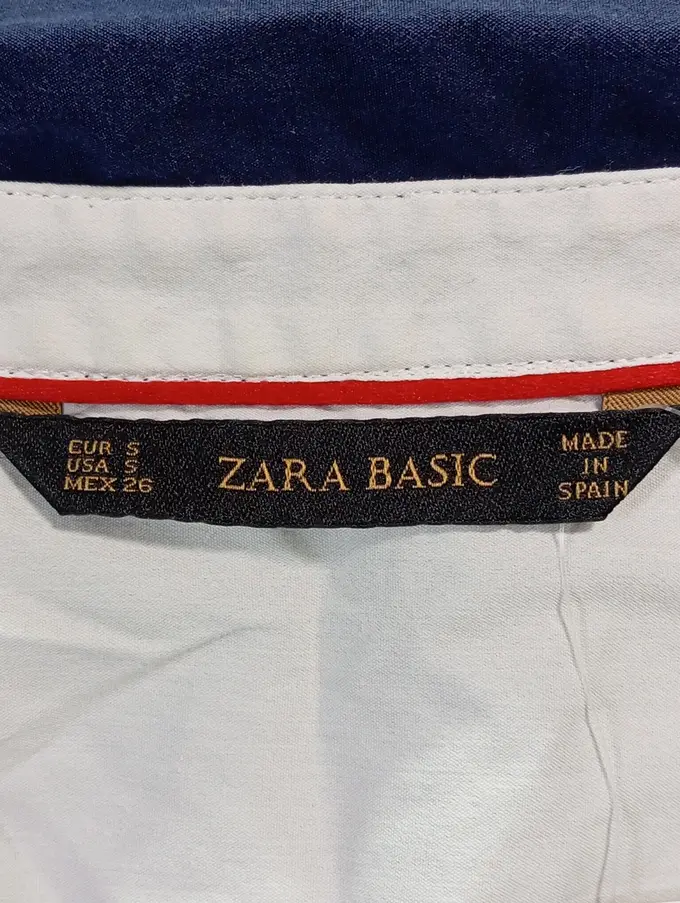 EUR S
USA S
MEX 26
ZARA BASIC
MADE
IN
SPAIN